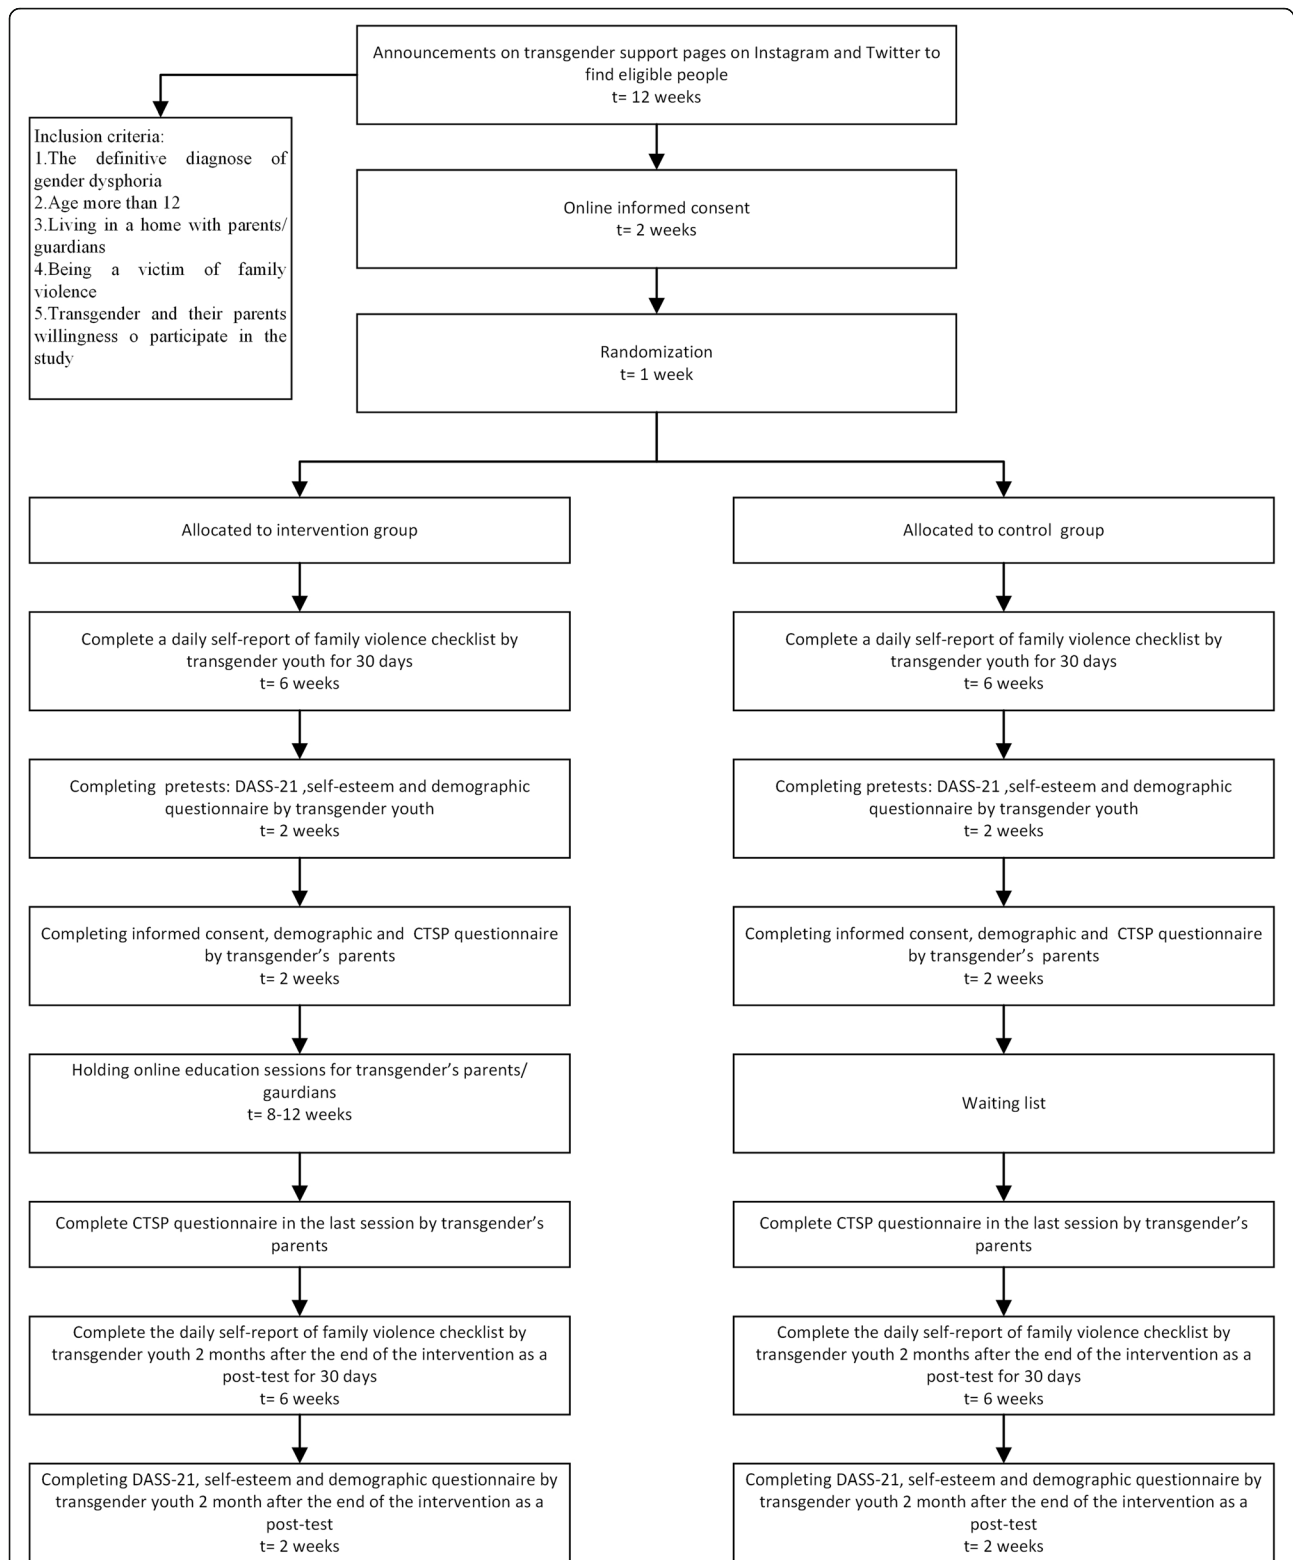 Announcements on transgender support pages on Instagram and Twitter to
find eligible people
t= 12 weeks
Inclusion criteria:
1.The definitive diagnose of
gender dysphoria
2.Age more than 12
3.Living in a home with parents/
guardians
4.Being a victim of family
violence
5.Transgender and their parents
willingness o participate in the
study
Online informed consent
t= 2 weeks
Randomization
t= 1 week
Allocated to intervention group
Complete a daily self-report of family violence checklist by
transgender youth for 30 days
t= 6 weeks
Completing pretests: DASS-21 ,self-esteem and demographic
questionnaire by transgender youth
t= 2 weeks
Completing informed consent, demographic and CTSP questionnaire
by transgender’s parents
t= 2 weeks
Holding online education sessions for transgender’s parents/
gaurdians
t= 8-12 weeks
Complete CTSP questionnaire in the last session by transgender’s
parents
Complete the daily self-report of family violence checklist by
transgender youth 2 months after the end of the intervention as a
post-test for 30 days
t= 6 weeks
Completing DASS-21, self-esteem and demographic questionnaire by
transgender youth 2 month after the end of the intervention as a
post-test
t= 2 weeks
Allocated to control group
Complete a daily self-report of family violence checklist by
transgender youth for 30 days
t= 6 weeks
Completing pretests: DASS-21 ,self-esteem and demographic
questionnaire by transgender youth
t= 2 weeks
Completing informed consent, demographic and CTSP questionnaire
by transgender’s parents
t= 2 weeks
Waiting list
Complete CTSP questionnaire in the last session by transgender’s
parents
Complete the daily self-report of family violence checklist by
transgender youth 2 months after the end of the intervention as a
post-test for 30 days
t= 6 weeks
Completing DASS-21, self-esteem and demographic questionnaire by
transgender youth 2 month after the end of the intervention as a
post-test
t= 2 weeks